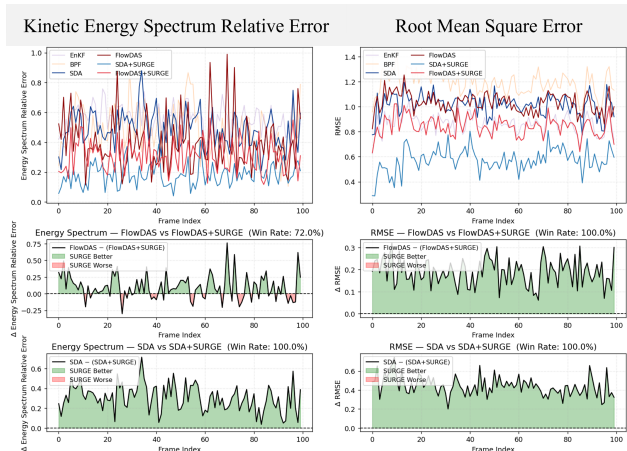 Kinetic Energy Spectrum Relative Error
Root Mean Square Error
Energy Spectrum Relative Error
1.0
0.8
0.6
0.4
0.2
0.0
EnKF
BPF
SDA
FlowDAS
SDA+SURGE
FlowDAS+SURGE
0 20 40 60 80 100
Frame Index
RMSE
1.4
1.2
1.0
0.8
0.6
0.4
EnKF
BPF
SDA
FlowDAS
SDA+SURGE
FlowDAS+SURGE
0 20 40 60 80 100
Frame Index
Energy Spectrum — FlowDAS vs FlowDAS+SURGE (Win Rate: 72.0%)
Δ Energy Spectrum Relative Error
0.75
0.50
0.25
0.00
−0.25
FlowDAS − (FlowDAS+SURGE)
SURGE Better
SURGE Worse
0 20 40 60 80 100
Frame Index
RMSE — FlowDAS vs FlowDAS+SURGE (Win Rate: 100.0%)
Δ RMSE
0.3
0.2
0.1
0.0
FlowDAS − (FlowDAS+SURGE)
SURGE Better
SURGE Worse
0 20 40 60 80 100
Frame Index
Energy Spectrum — SDA vs SDA+SURGE (Win Rate: 100.0%)
Δ Energy Spectrum Relative Error
0.6
0.4
0.2
0.0
SDA − (SDA+SURGE)
SURGE Better
SURGE Worse
0 20 40 60 80 100
Frame Index
RMSE — SDA vs SDA+SURGE (Win Rate: 100.0%)
Δ RMSE
0.6
0.4
0.2
0.0
SDA − (SDA+SURGE)
SURGE Better
SURGE Worse
0 20 40 60 80 100
Frame Index